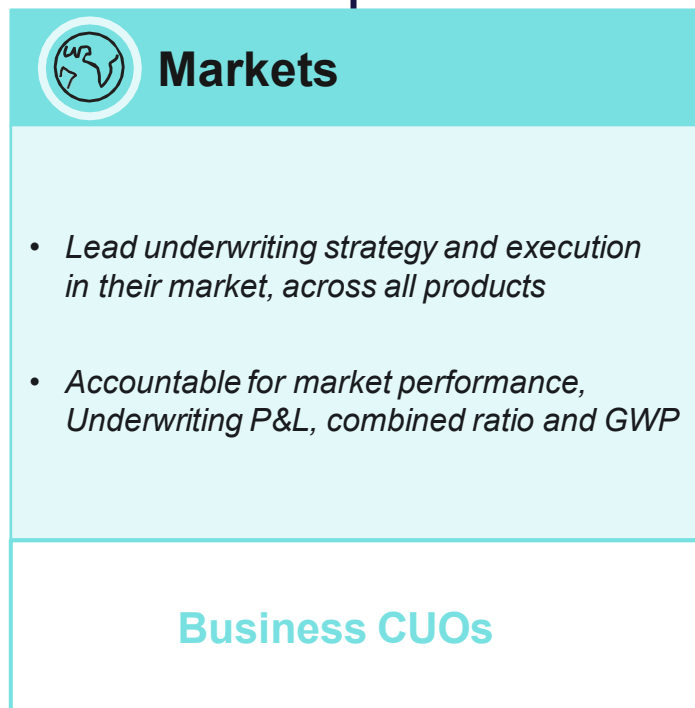 Markets
• Lead underwriting strategy and execution
in their market, across all products
• Accountable for market performance,
Underwriting P&L, combined ratio and GWP
Business CUOs